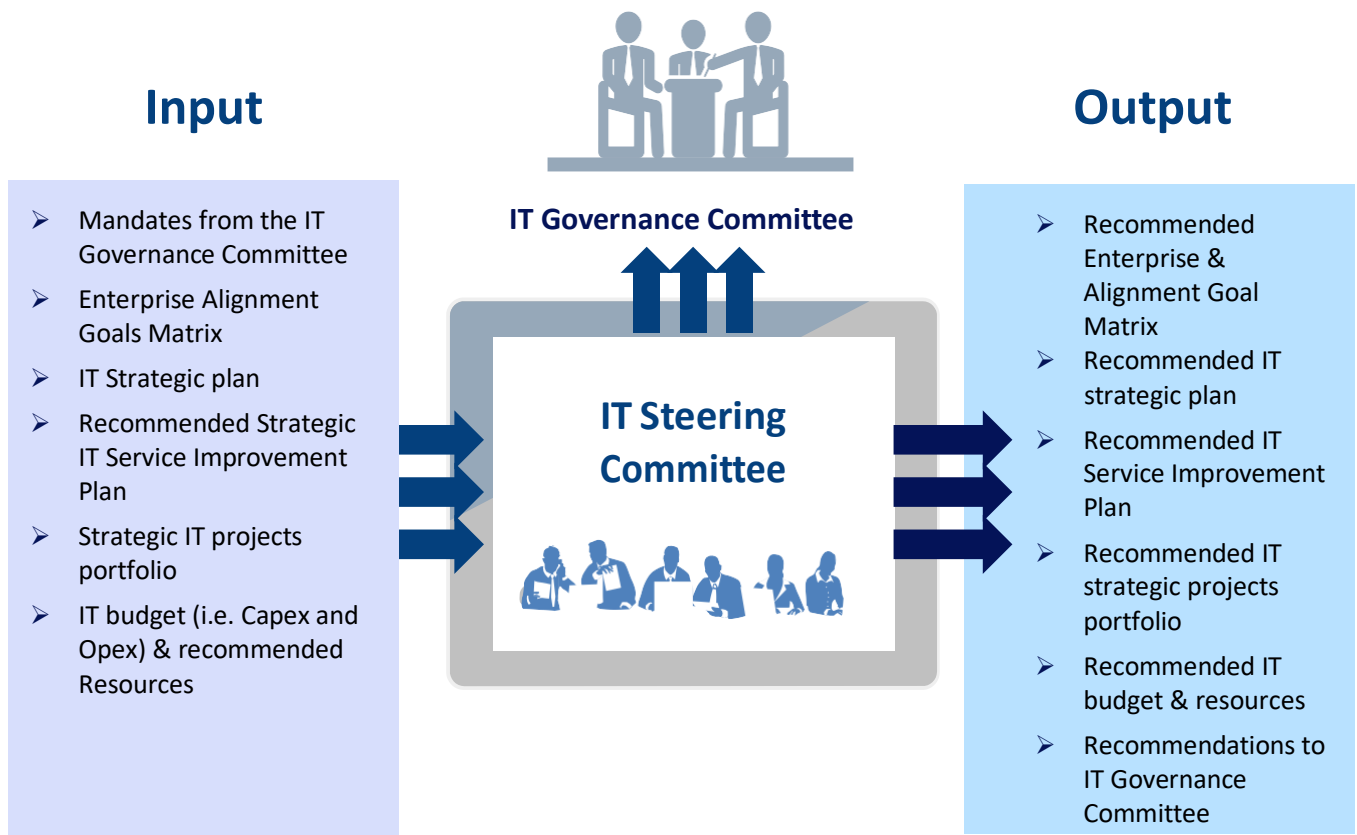 Input
Mandates from the IT
Governance Committee
Enterprise Alignment
Goals Matrix
IT Strategic plan
Recommended Strategic
IT Service Improvement
Plan
Strategic IT projects
portfolio
IT budget (i.e. Capex and
Opex) & recommended
Resources
IT Governance Committee
IT Steering
Committee
Output
Recommended
Enterprise &
Alignment Goal
Matrix
Recommended IT
strategic plan
Recommended IT
Service Improvement
Plan
Recommended IT
strategic projects
portfolio
Recommended IT
budget & resources
Recommendations to
IT Governance
Committee